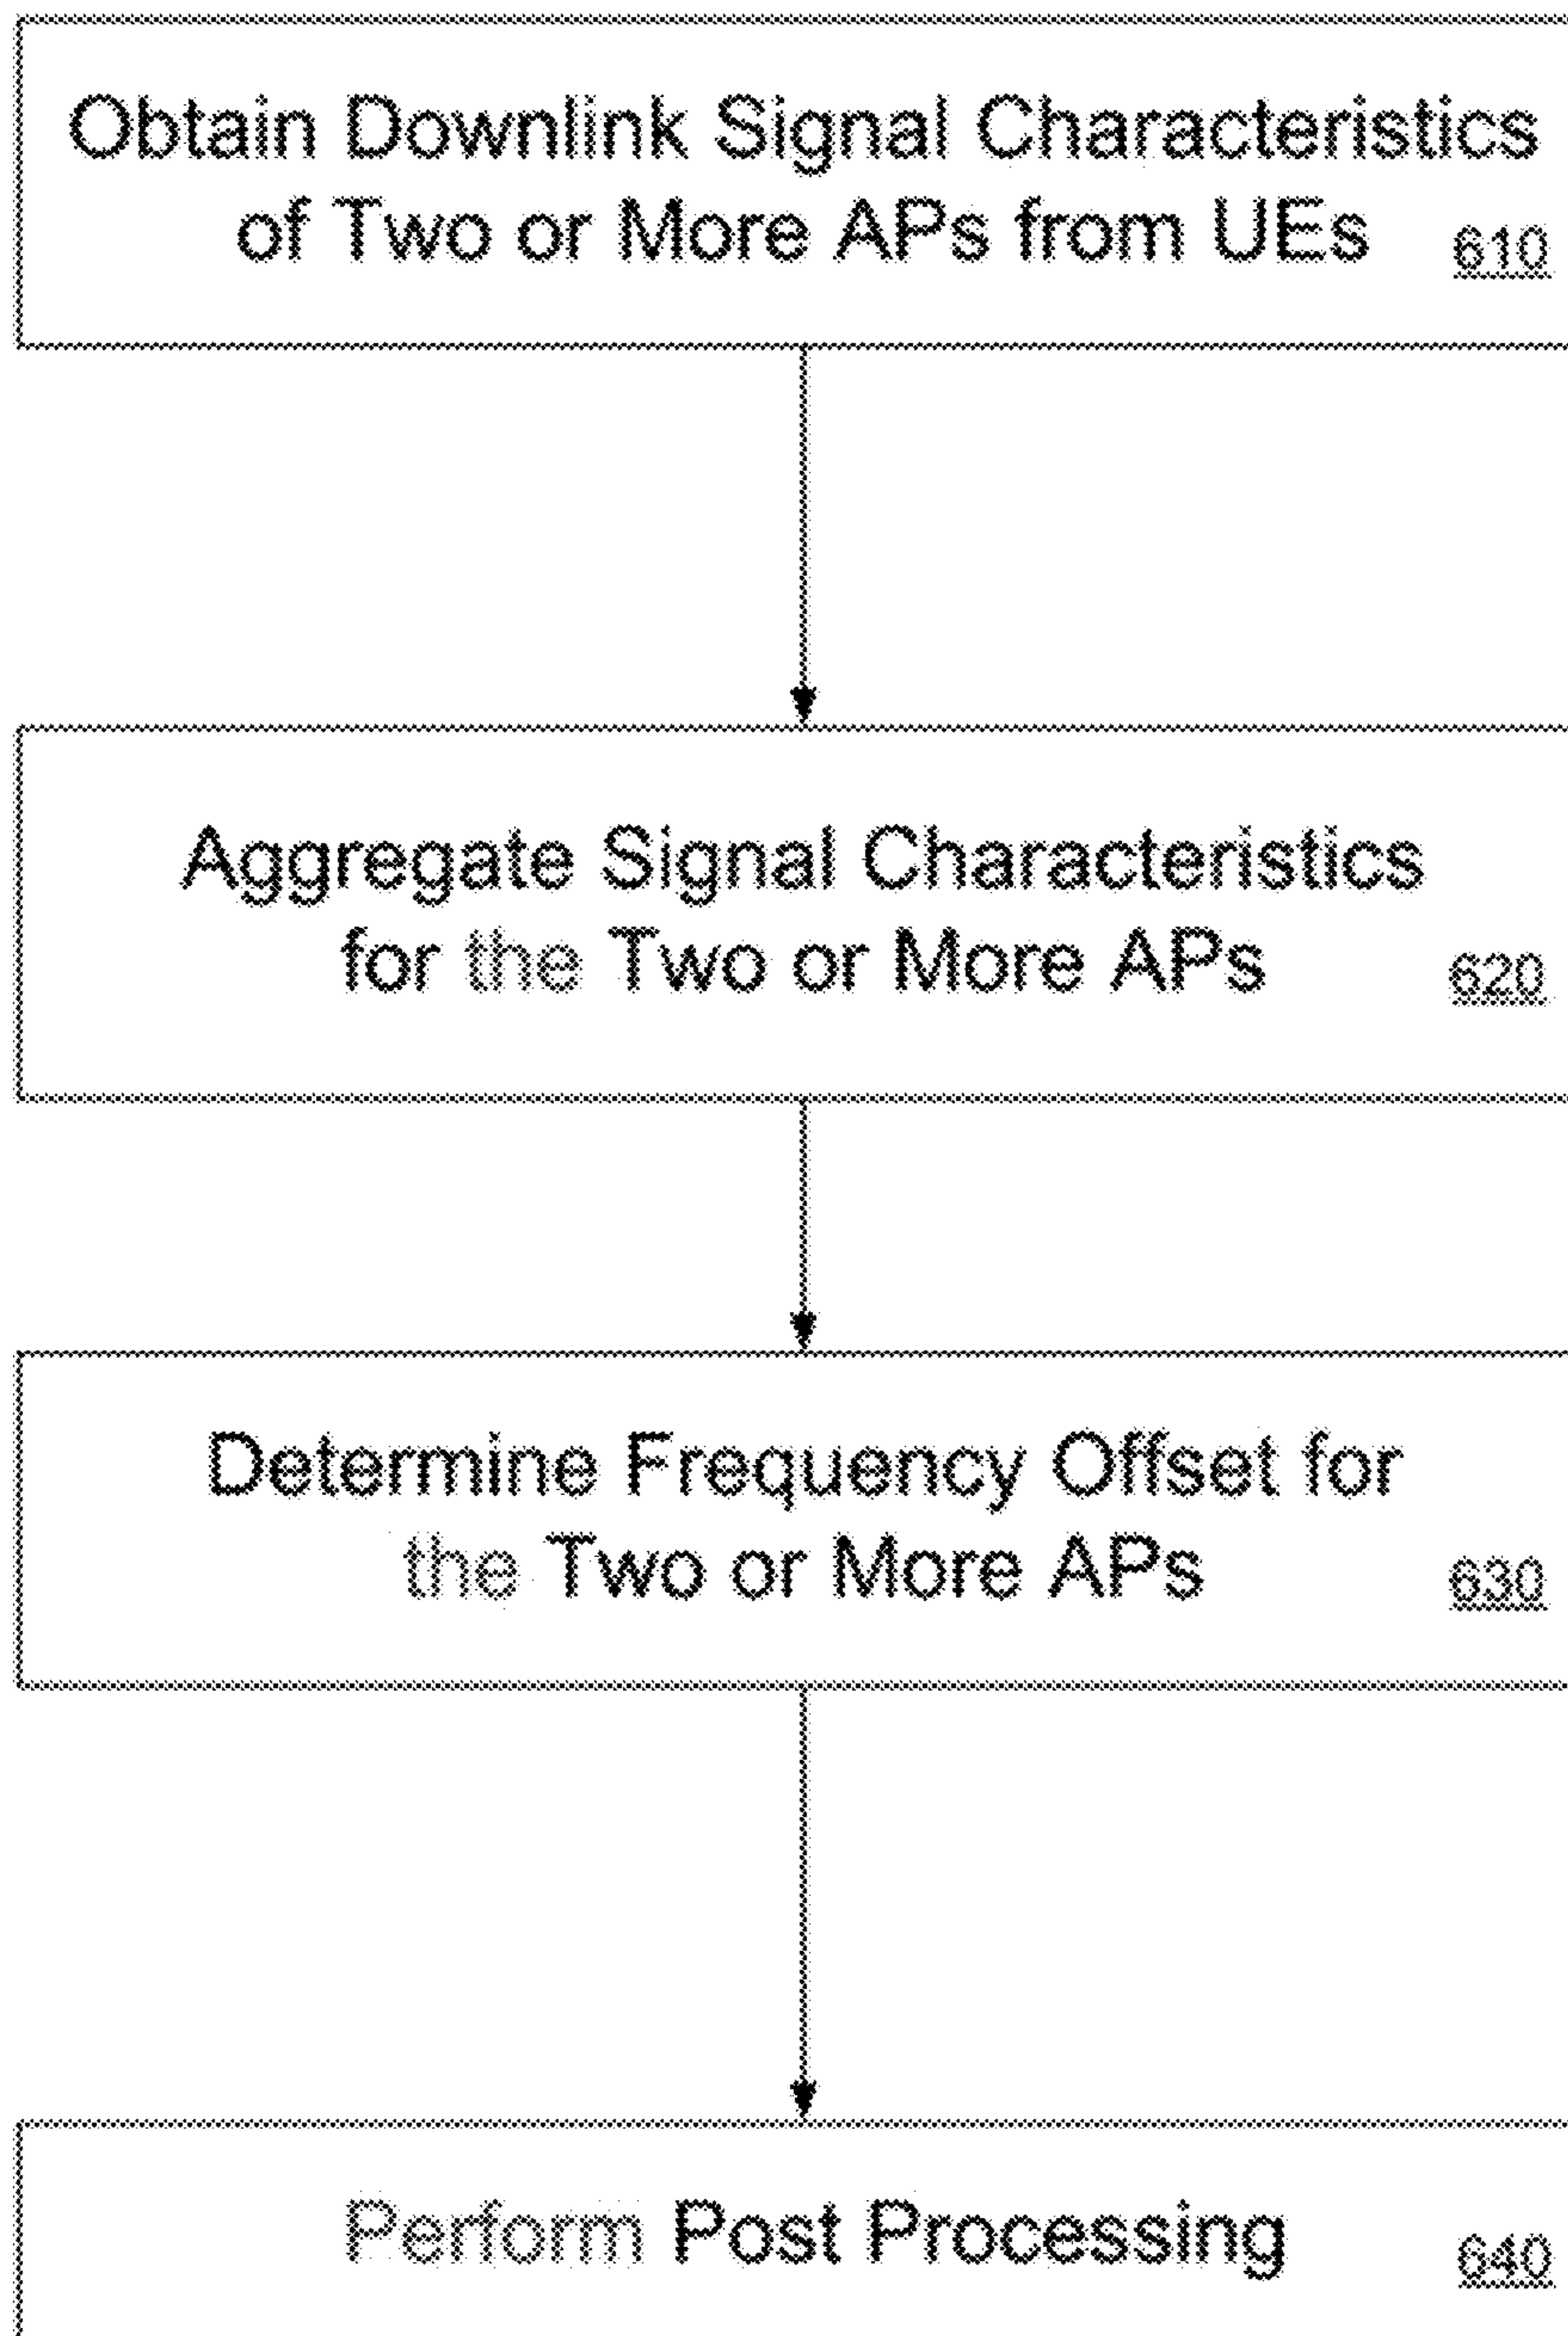 Obtain Downlink Signal Characteristics
of Two or More APs from UEs 610
Aggregate Signal Characteristics
for the Two or More APs 620
Determine Frequency Offset for
the Two or More APs 630
Perform Post Processing 640